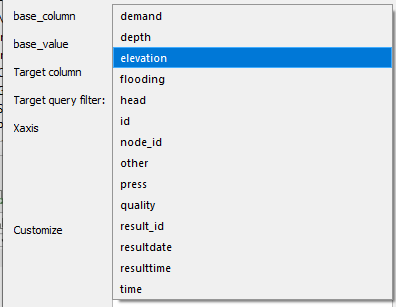 base_column
base_value
Target column
Target query filter:
Xaxis
Customize
demand
depth
elevation
flooding
head
id
node_id
other
press
quality
result_id
resultdate
resulttime
time